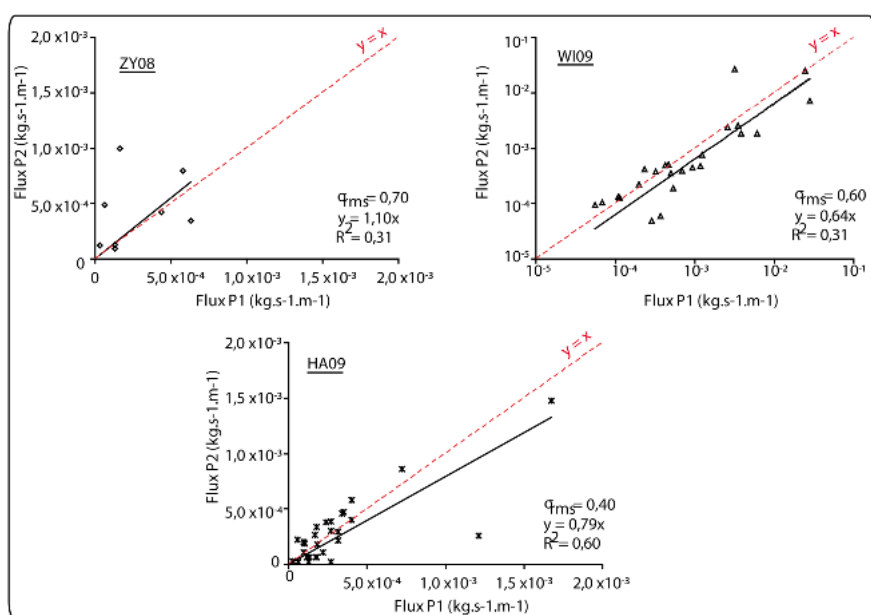 ZY08
y = x
2,0 x10-3
1,5 x10-3
1,0 x10-3
5,0 x10-4
0
Flux P2 (kg.s-1.m-1)
σrms = 0,70
y = 1,10x
R2 = 0,31
0 5,0 x10-4 1,0 x10-3 1,5 x10-3 2,0 x10-3
Flux P1 (kg.s-1.m-1)
WI09
y = x
10-1
10-2
10-3
10-4
10-5
Flux P2 (kg.s-1.m-1)
σrms = 0,60
y = 0,64x
R2 = 0,31
10-5 10-4 10-3 10-2 10-1
Flux P1 (kg.s-1.m-1)
HA09
y = x
2,0 x10-3
1,5 x10-3
1,0 x10-3
5,0 x10-4
0
Flux P2 (kg.s-1.m-1)
σrms = 0,40
y = 0,79x
R2 = 0,60
0 5,0 x10-4 1,0 x10-3 1,5 x10-3 2,0 x10-3
Flux P1 (kg.s-1.m-1)